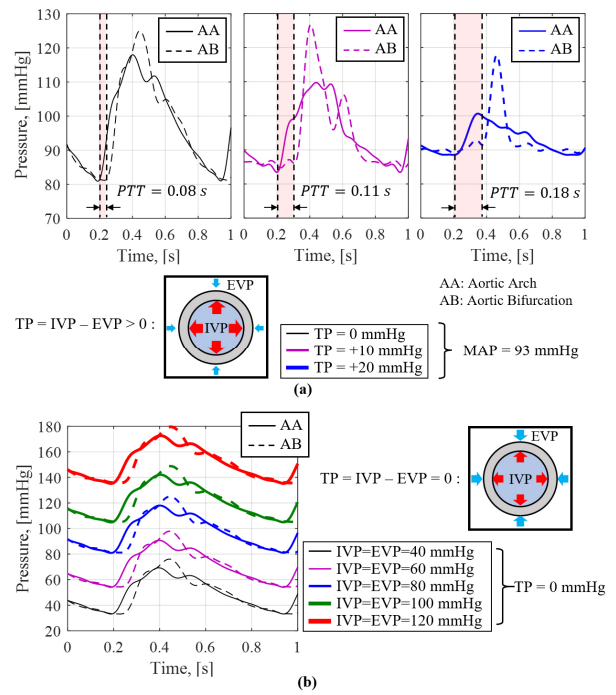 130
120
110
100
90
80
70
Pressure, [mmHg]
AA
AB
AA
AB
AA
AB
PTT = 0.08 s
PTT = 0.11 s
PTT = 0.18 s
0 0.2 0.4 0.6 0.8 1
0 0.2 0.4 0.6 0.8 1
0 0.2 0.4 0.6 0.8 1
Time, [s]
Time, [s]
Time, [s]
AA: Aortic Arch
AB: Aortic Bifurcation
TP = IVP – EVP > 0 :
EVP
IVP
TP = 0 mmHg
TP = +10 mmHg
TP = +20 mmHg
MAP = 93 mmHg
(a)
180
160
140
120
100
80
60
40
20
Pressure, [mmHg]
AA
AB
0 0.2 0.4 0.6 0.8 1
Time, [s]
TP = IVP – EVP = 0 :
EVP
IVP
IVP=EVP=40 mmHg
IVP=EVP=60 mmHg
IVP=EVP=80 mmHg
IVP=EVP=100 mmHg
IVP=EVP=120 mmHg
TP = 0 mmHg
(b)